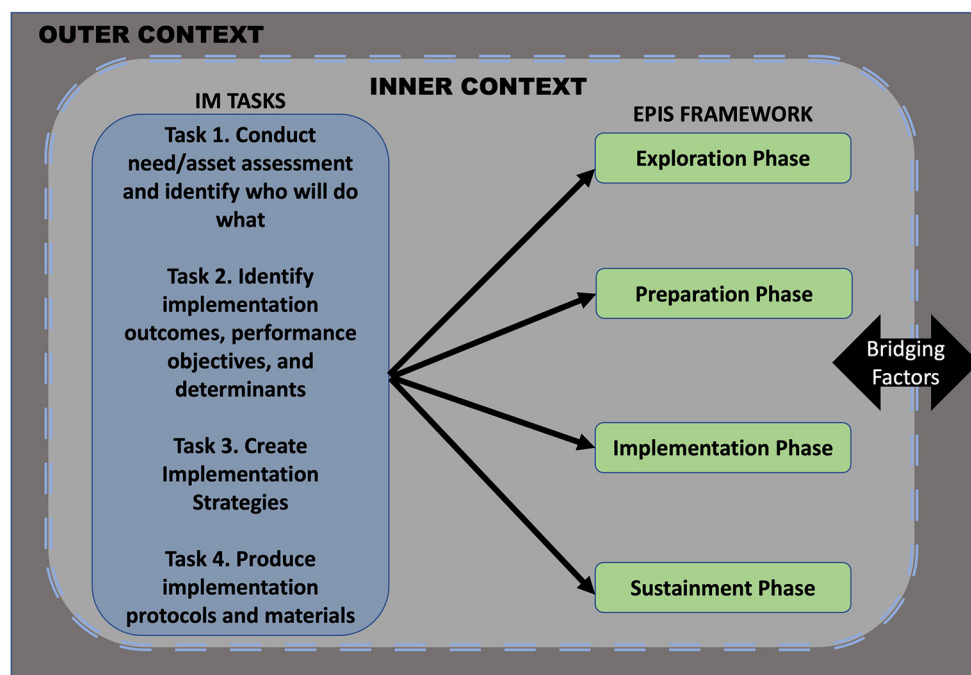 OUTER CONTEXT
INNER CONTEXT
IM TASKS
Task 1. Conduct
need/asset assessment
and identify who will do
what
Task 2. Identify
implementation
outcomes, performance
objectives, and
determinants
Task 3. Create
Implementation
Strategies
Task 4. Produce
implementation
protocols and materials
EPIS FRAMEWORK
Exploration Phase
Preparation Phase
Implementation Phase
Sustainment Phase
Bridging
Factors